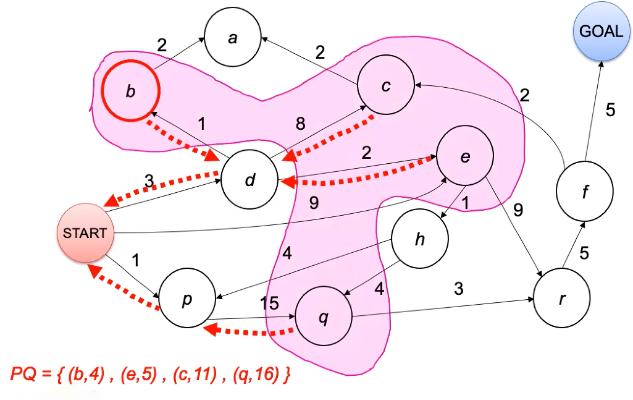 GOAL
2
a
2
b
c
2
5
1
8
2
e
3
d
f
9
1
9
START
h
4
5
1
p
15
4
3
r
q
PQ = { (b,4) , (e,5) , (c,11) , (q,16) }